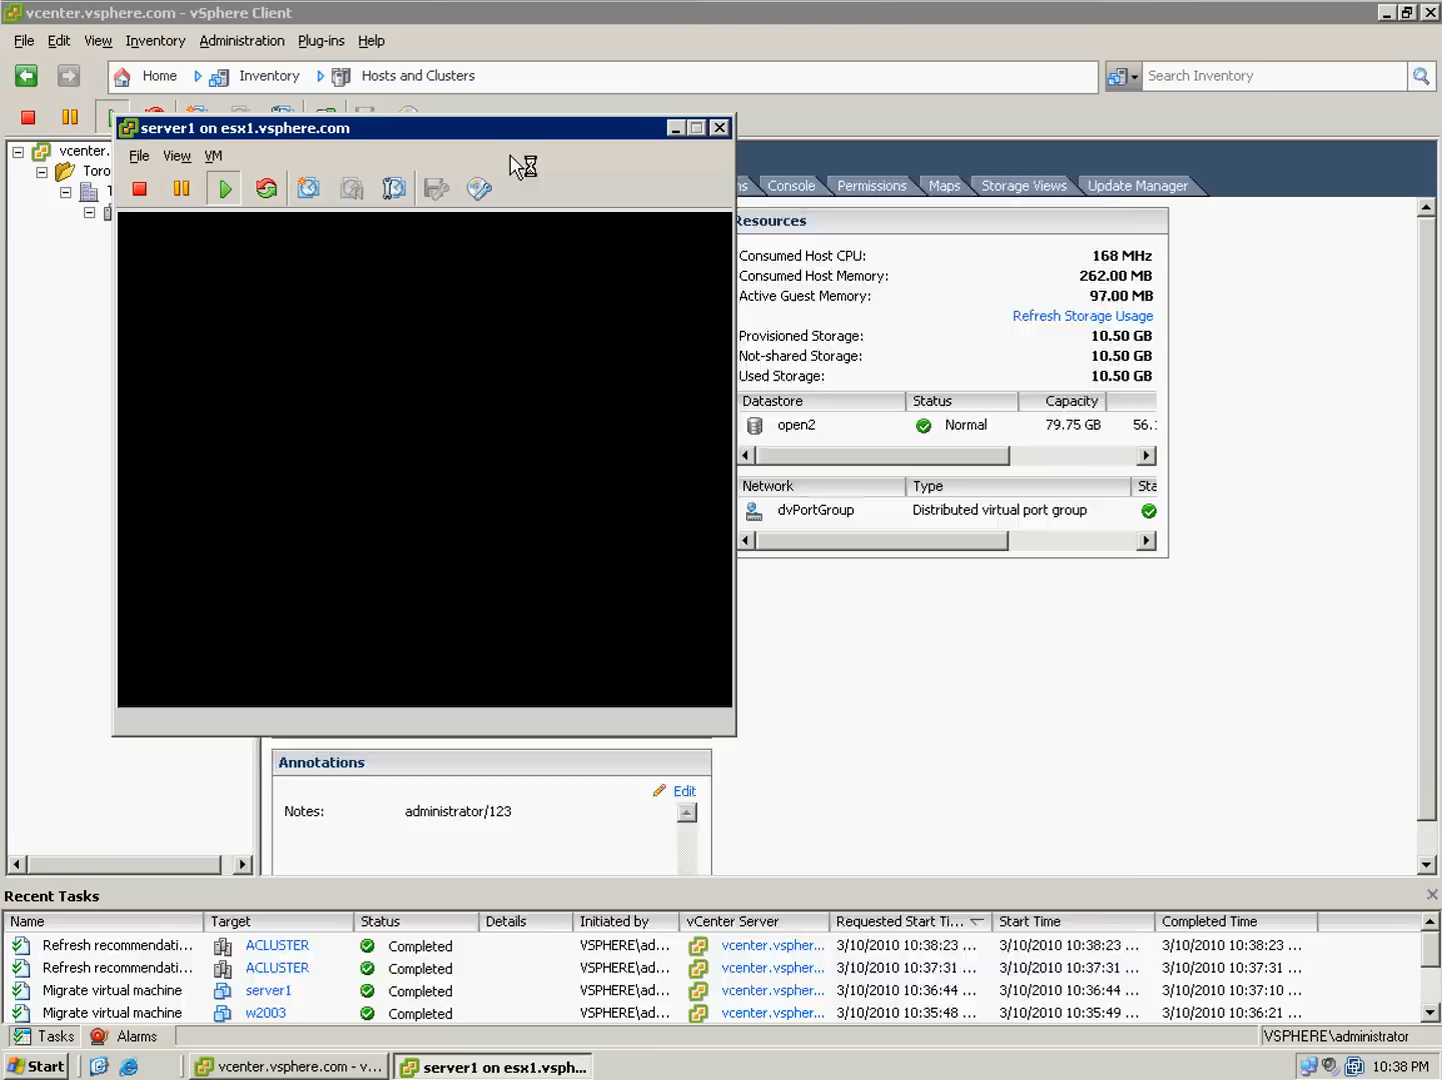 vcenter.vsphere.com - vSphere Client
File Edit View Inventory Administration Plug-ins Help
Home Inventory Hosts and Clusters Search Inventory
server1 on esx1.vsphere.com
File View VM
vcenter.
Toro
ns Console Permissions Maps Storage Views Update Manager
Resources
Consumed Host CPU: 168 MHz
Consumed Host Memory: 262.00 MB
Active Guest Memory: 97.00 MB
Refresh Storage Usage
Provisioned Storage: 10.50 GB
Not-shared Storage: 10.50 GB
Used Storage: 10.50 GB
Datastore Status Capacity
open2 Normal 79.75 GB 56.
Network Type Sta
dvPortGroup Distributed virtual port group
Annotations
Edit
Notes: administrator/123
Recent Tasks
Name Target Status Details Initiated by vCenter Server Requested Start Ti... Start Time Completed Time
Refresh recommendati... ACLUSTER Completed VSPHERE\ad... vcenter.vspher... 3/10/2010 10:38:23 ... 3/10/2010 10:38:23 ... 3/10/2010 10:38:23 ...
Refresh recommendati... ACLUSTER Completed VSPHERE\ad... vcenter.vspher... 3/10/2010 10:37:31 ... 3/10/2010 10:37:31 ... 3/10/2010 10:37:31 ...
Migrate virtual machine server1 Completed VSPHERE\ad... vcenter.vspher... 3/10/2010 10:36:44 ... 3/10/2010 10:36:44 ... 3/10/2010 10:37:10 ...
Migrate virtual machine w2003 Completed VSPHERE\ad... vcenter.vspher... 3/10/2010 10:35:48 ... 3/10/2010 10:35:49 ... 3/10/2010 10:36:21 ...
Tasks Alarms VSPHERE\administrator
Start vcenter.vsphere.com - v... server1 on esx1.vsph... 10:38 PM